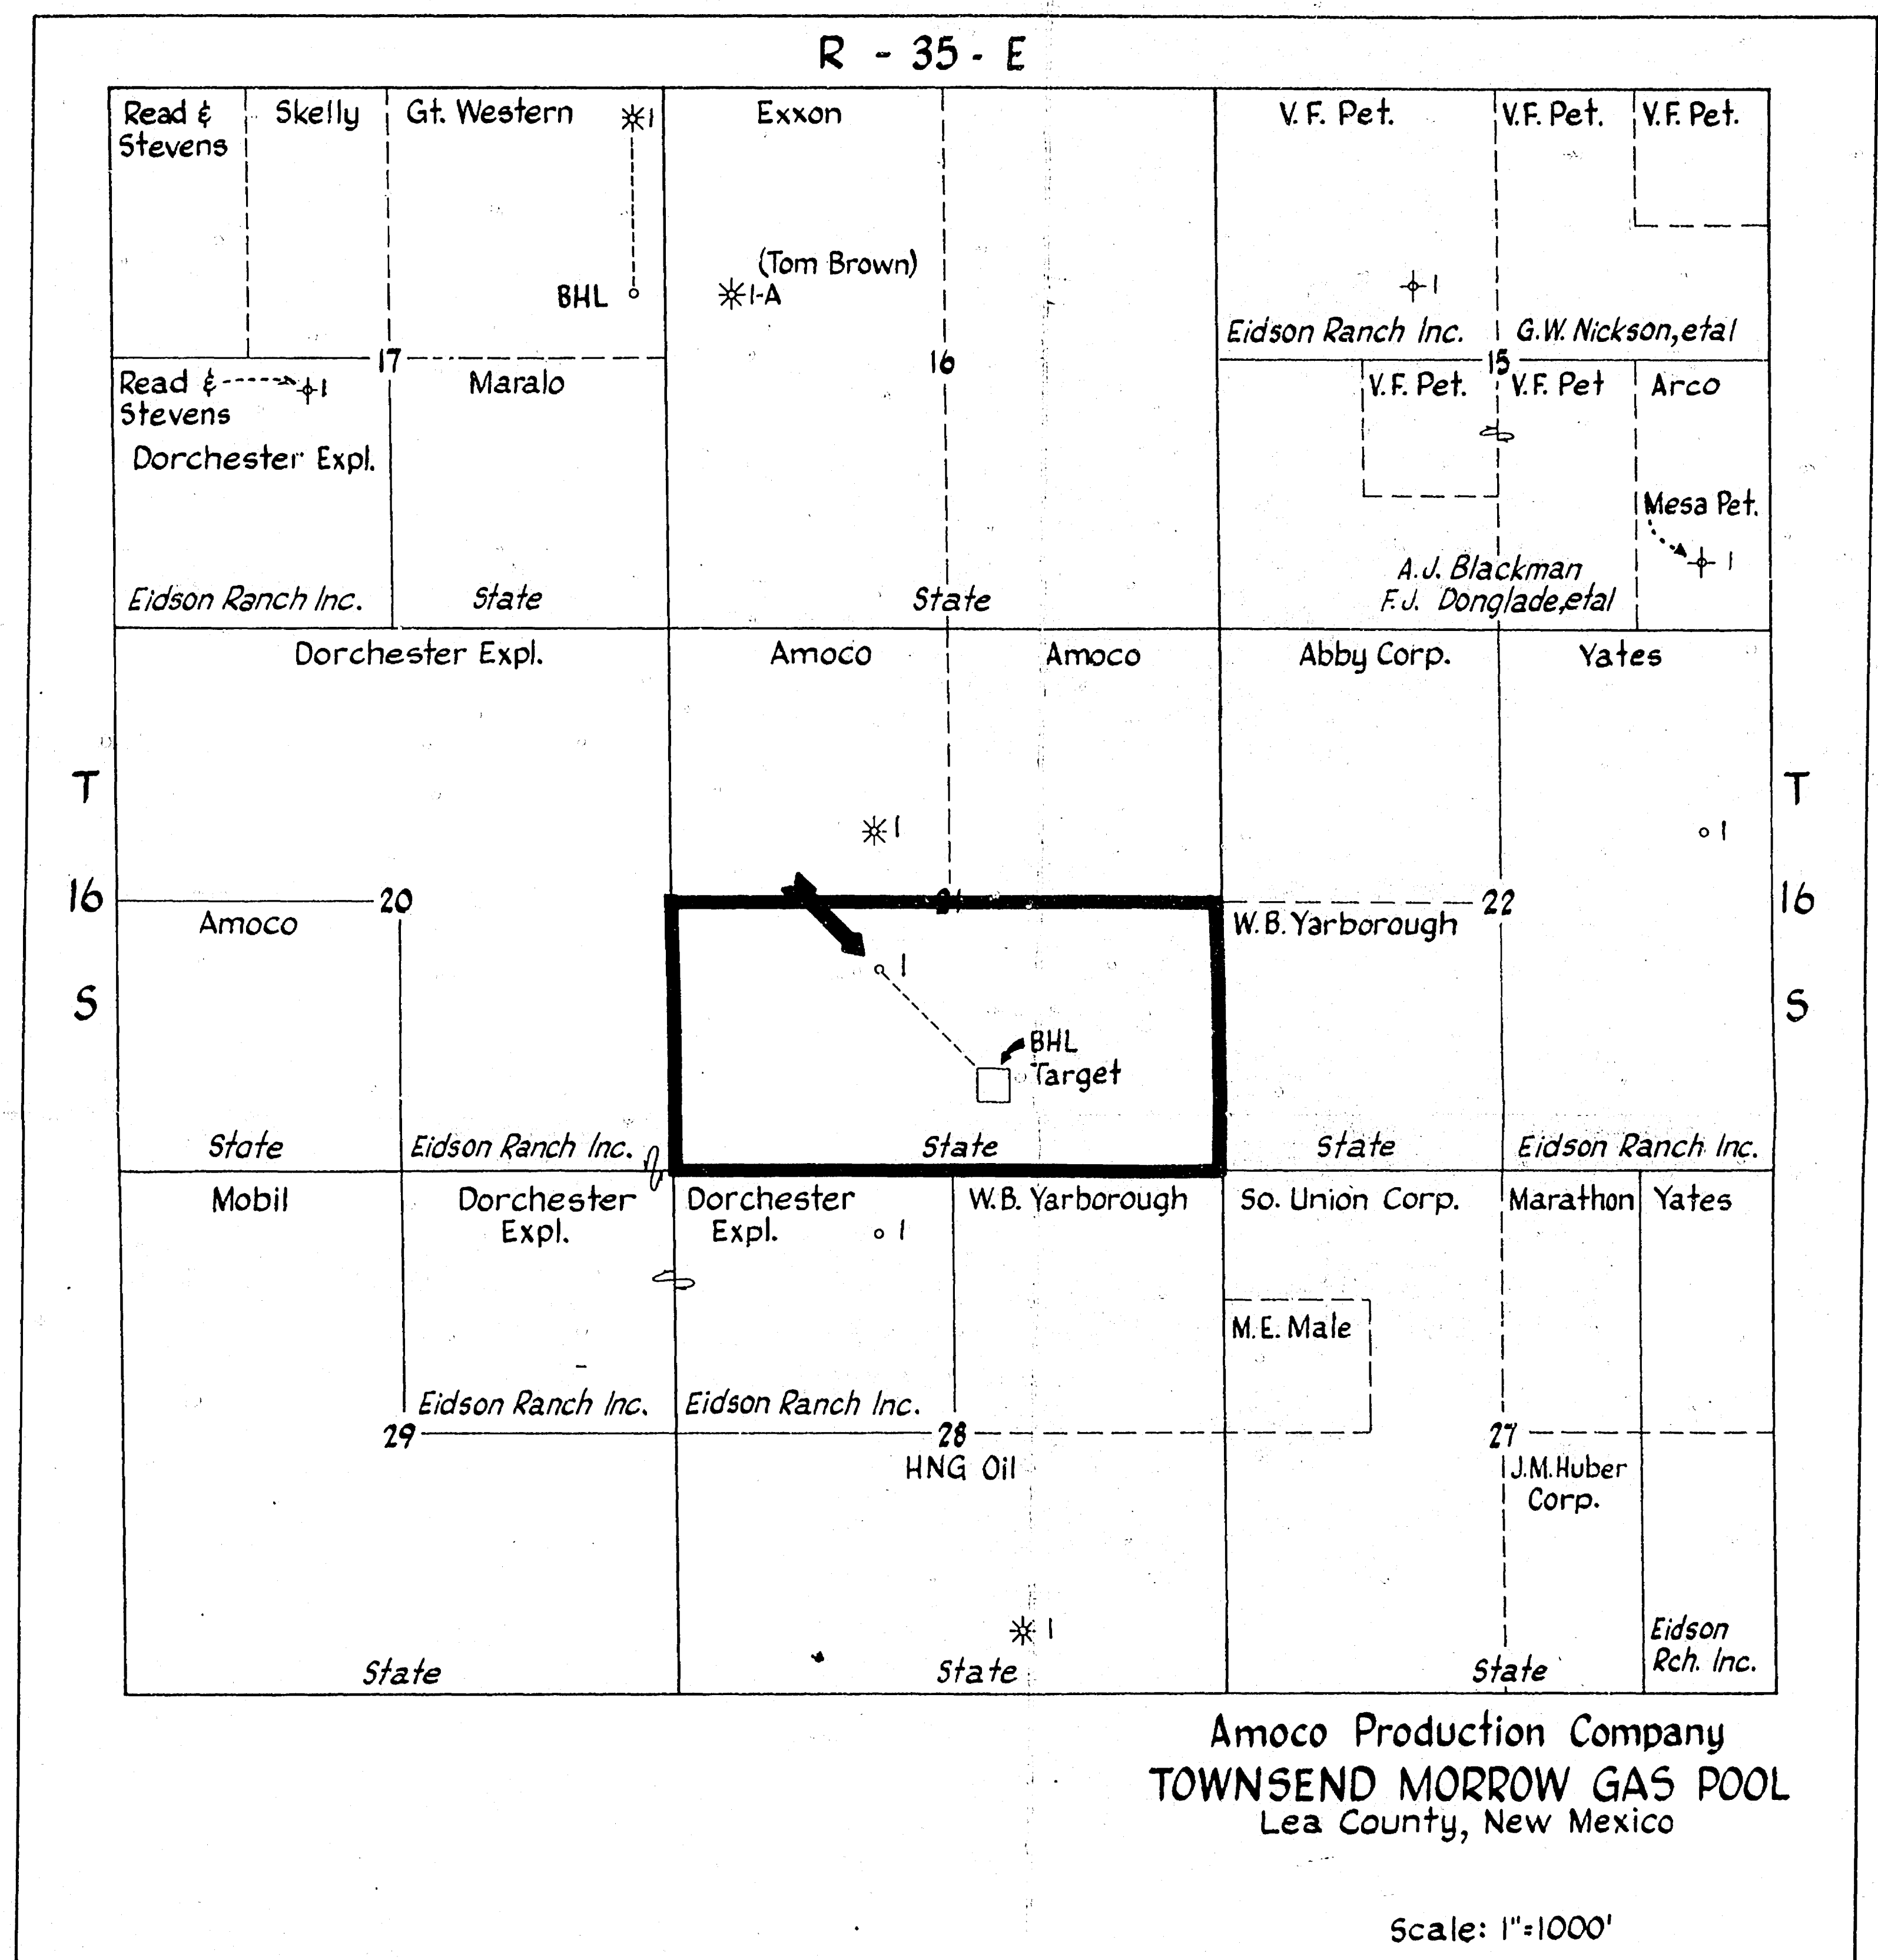 R - 35 - E
Read &
Stevens
Skelly
Gt. Western
1
BHL
Exxon
(Tom Brown)
1-A
V.F. Pet.
V.F. Pet.
V.F. Pet.
1
Eidson Ranch Inc.
G.W. Nickson, etal
17
16
15
Read &
Stevens
1
Dorchester Expl.
Maralo
V.F. Pet.
V.F. Pet
Arco
Mesa Pet.
1
A.J. Blackman
F.J. Donglade, etal
Eidson Ranch Inc.
State
State
Dorchester Expl.
Amoco
Amoco
Abby Corp.
Yates
T
16
S
T
16
S
1
1
20
21
22
Amoco
W.B. Yarborough
1
BHL
Target
State
Eidson Ranch Inc.
State
State
Eidson Ranch Inc.
Mobil
Dorchester
Expl.
Dorchester
Expl.
1
W.B. Yarborough
So. Union Corp.
Marathon
Yates
M.E. Male
Eidson Ranch Inc.
Eidson Ranch Inc.
29
28
27
HNG Oil
J.M. Huber
Corp.
1
State
State
State
Eidson
Rch. Inc.
Amoco Production Company
TOWNSEND MORROW GAS POOL
Lea County, New Mexico
Scale: 1"=1000'